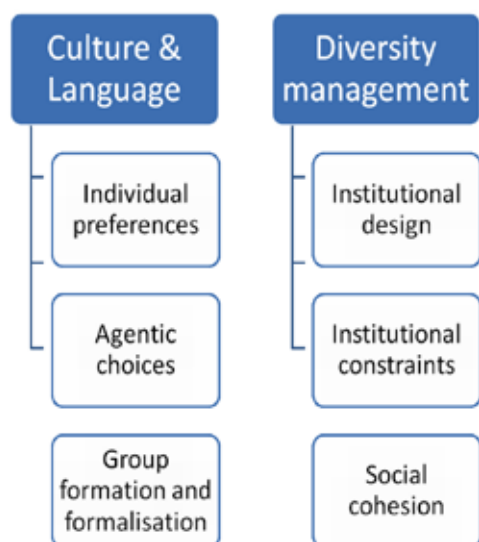 Culture &
Language
Individual
preferences
Agentic
choices
Group
formation and
formalisation
Diversity
management
Institutional
design
Institutional
constraints
Social
cohesion